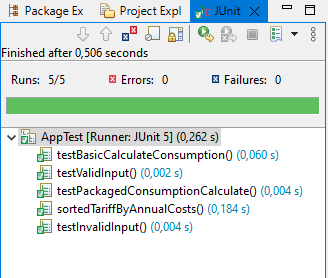 Package Ex Project Expl JUnit
Finished after 0,506 seconds
Runs: 5/5 Errors: 0 Failures: 0
AppTest [Runner: JUnit 5] (0,262 s)
testBasicCalculateConsumption() (0,060 s)
testValidInput() (0,002 s)
testPackagedConsumptionCalculate() (0,004 s)
sortedTariffByAnnualCosts() (0,184 s)
testInvalidInput() (0,004 s)